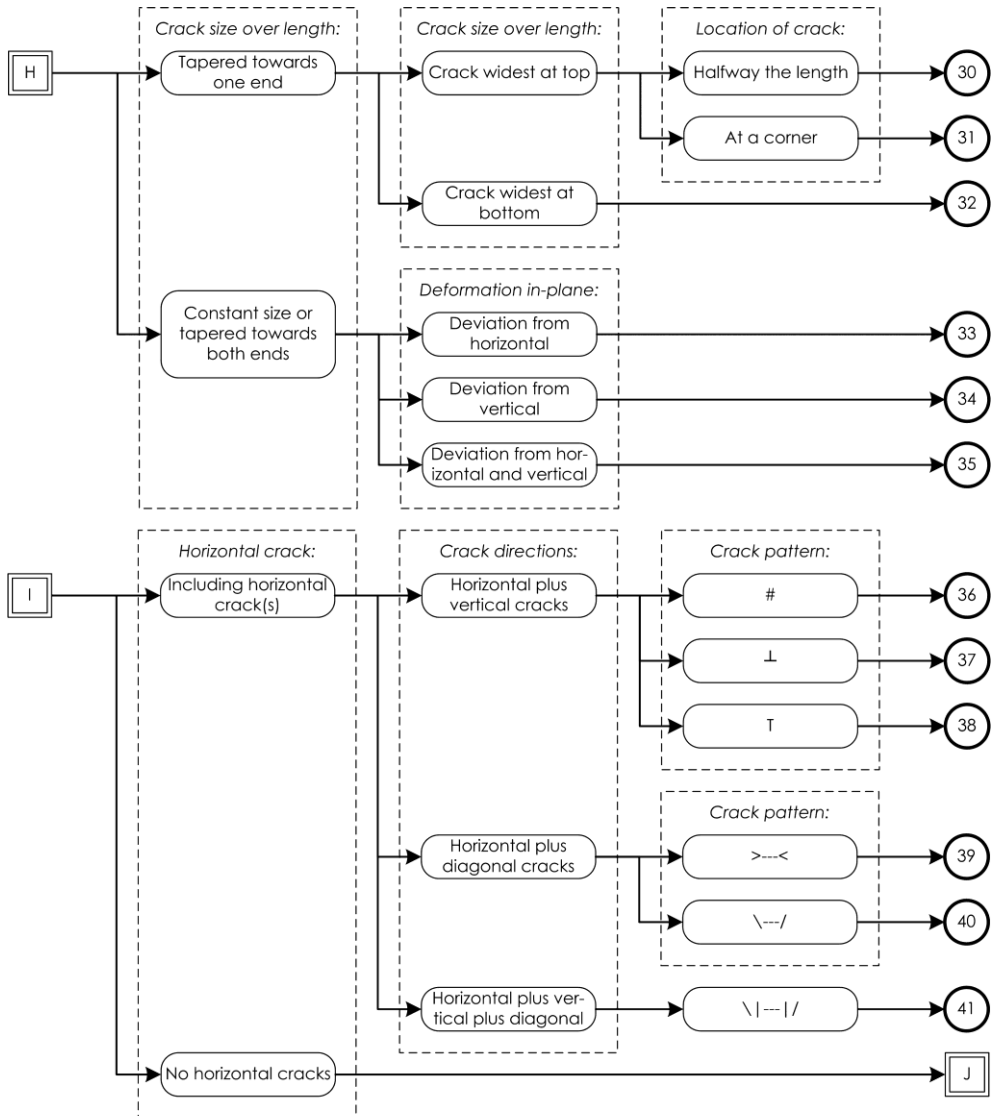 Crack size over length:
Crack size over length:
Location of crack:
H
Tapered towards
one end
Crack widest at top
Halfway the length
30
At a corner
31
Crack widest at
bottom
32
Deformation in-plane:
Constant size or
tapered towards
both ends
Deviation from
horizontal
33
Deviation from
vertical
34
Deviation from hor-
izontal and vertical
35
Horizontal crack:
Crack directions:
Crack pattern:
I
Including horizontal
crack(s)
Horizontal plus
vertical cracks
#
36
┴
37
T
38
Crack pattern:
Horizontal plus
diagonal cracks
>---<
39
\---/
40
Horizontal plus ver-
tical plus diagonal
\|---|/
41
No horizontal cracks
J